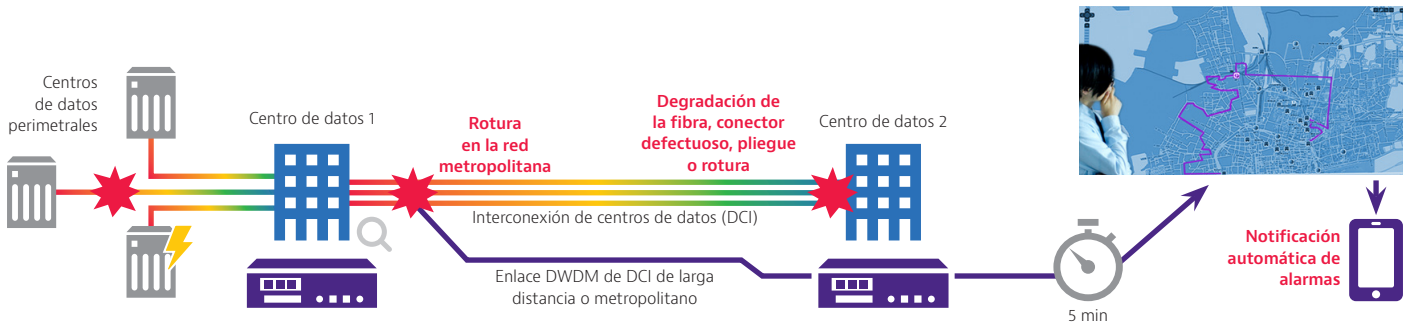 Centros
de datos
perimetrales
Centro de datos 1
Rotura
en la red
metropolitana
Degradación de
la fibra, conector
defectuoso, pliegue
o rotura
Centro de datos 2
Interconexión de centros de datos (DCI)
Enlace DWDM de DCI de larga
distancia o metropolitano
5 min
Notificación
automática de
alarmas